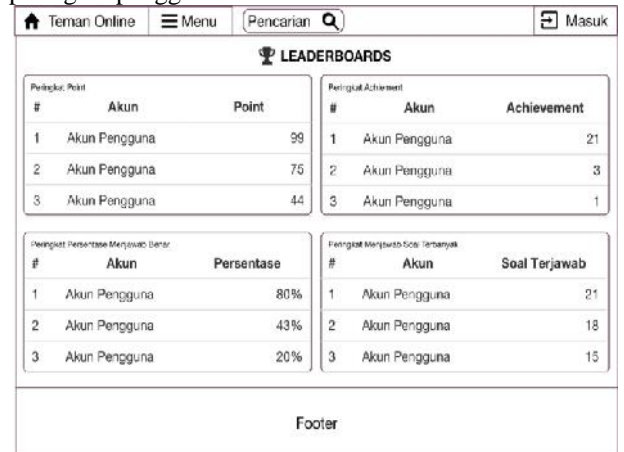 Teman Online Menu Pencarian Masuk
LEADERBOARDS
Peringkat Point
# Akun Point
1 Akun Pengguna 99
2 Akun Pengguna 75
3 Akun Pengguna 44
Peringkat Achiement
# Akun Achievement
1 Akun Pengguna 21
2 Akun Pengguna 3
3 Akun Pengguna 1
Peringkat Persentase Menjawab Benar
# Akun Persentase
1 Akun Pengguna 80%
2 Akun Pengguna 43%
3 Akun Pengguna 20%
Peringkat Menjawab Soal Terbanyak
# Akun Soal Terjawab
1 Akun Pengguna 21
2 Akun Pengguna 18
3 Akun Pengguna 15
Footer